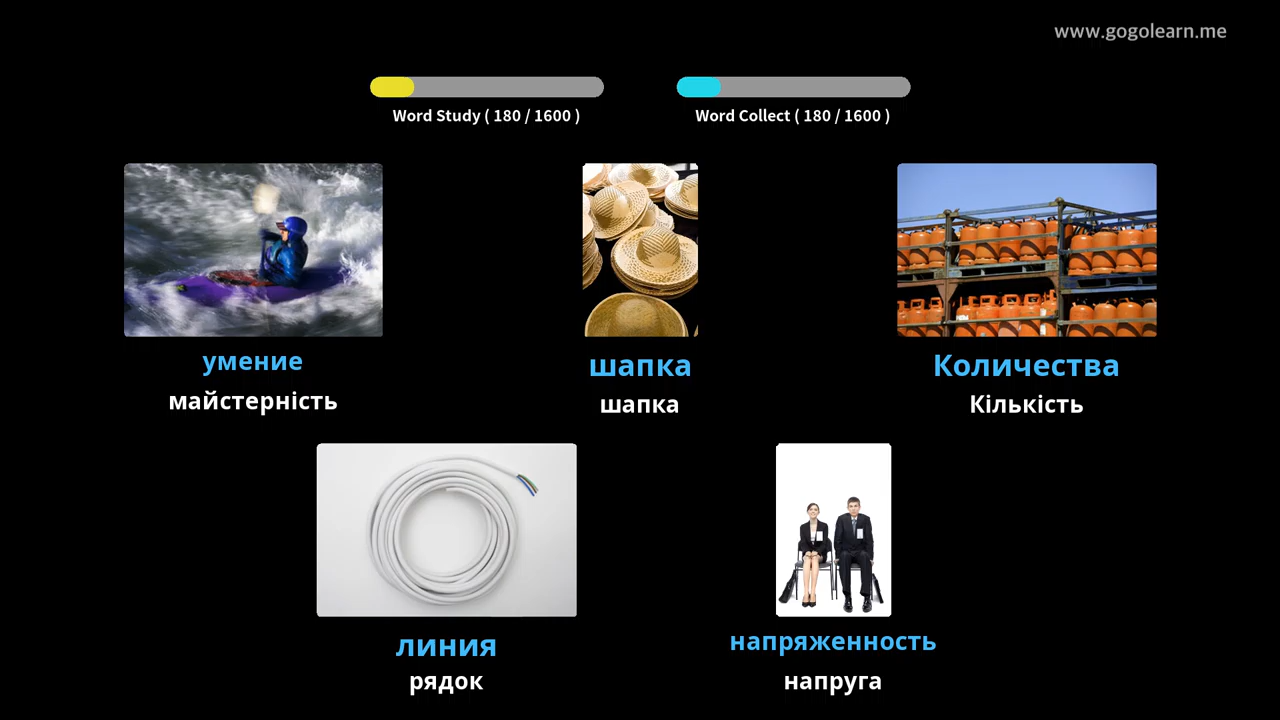 www.gogolearn.me
Word Study ( 180 / 1600 )
Word Collect ( 180 / 1600 )
умение
майстерність
шапка
шапка
Количества
Кількість
линия
рядок
напряженность
напруга